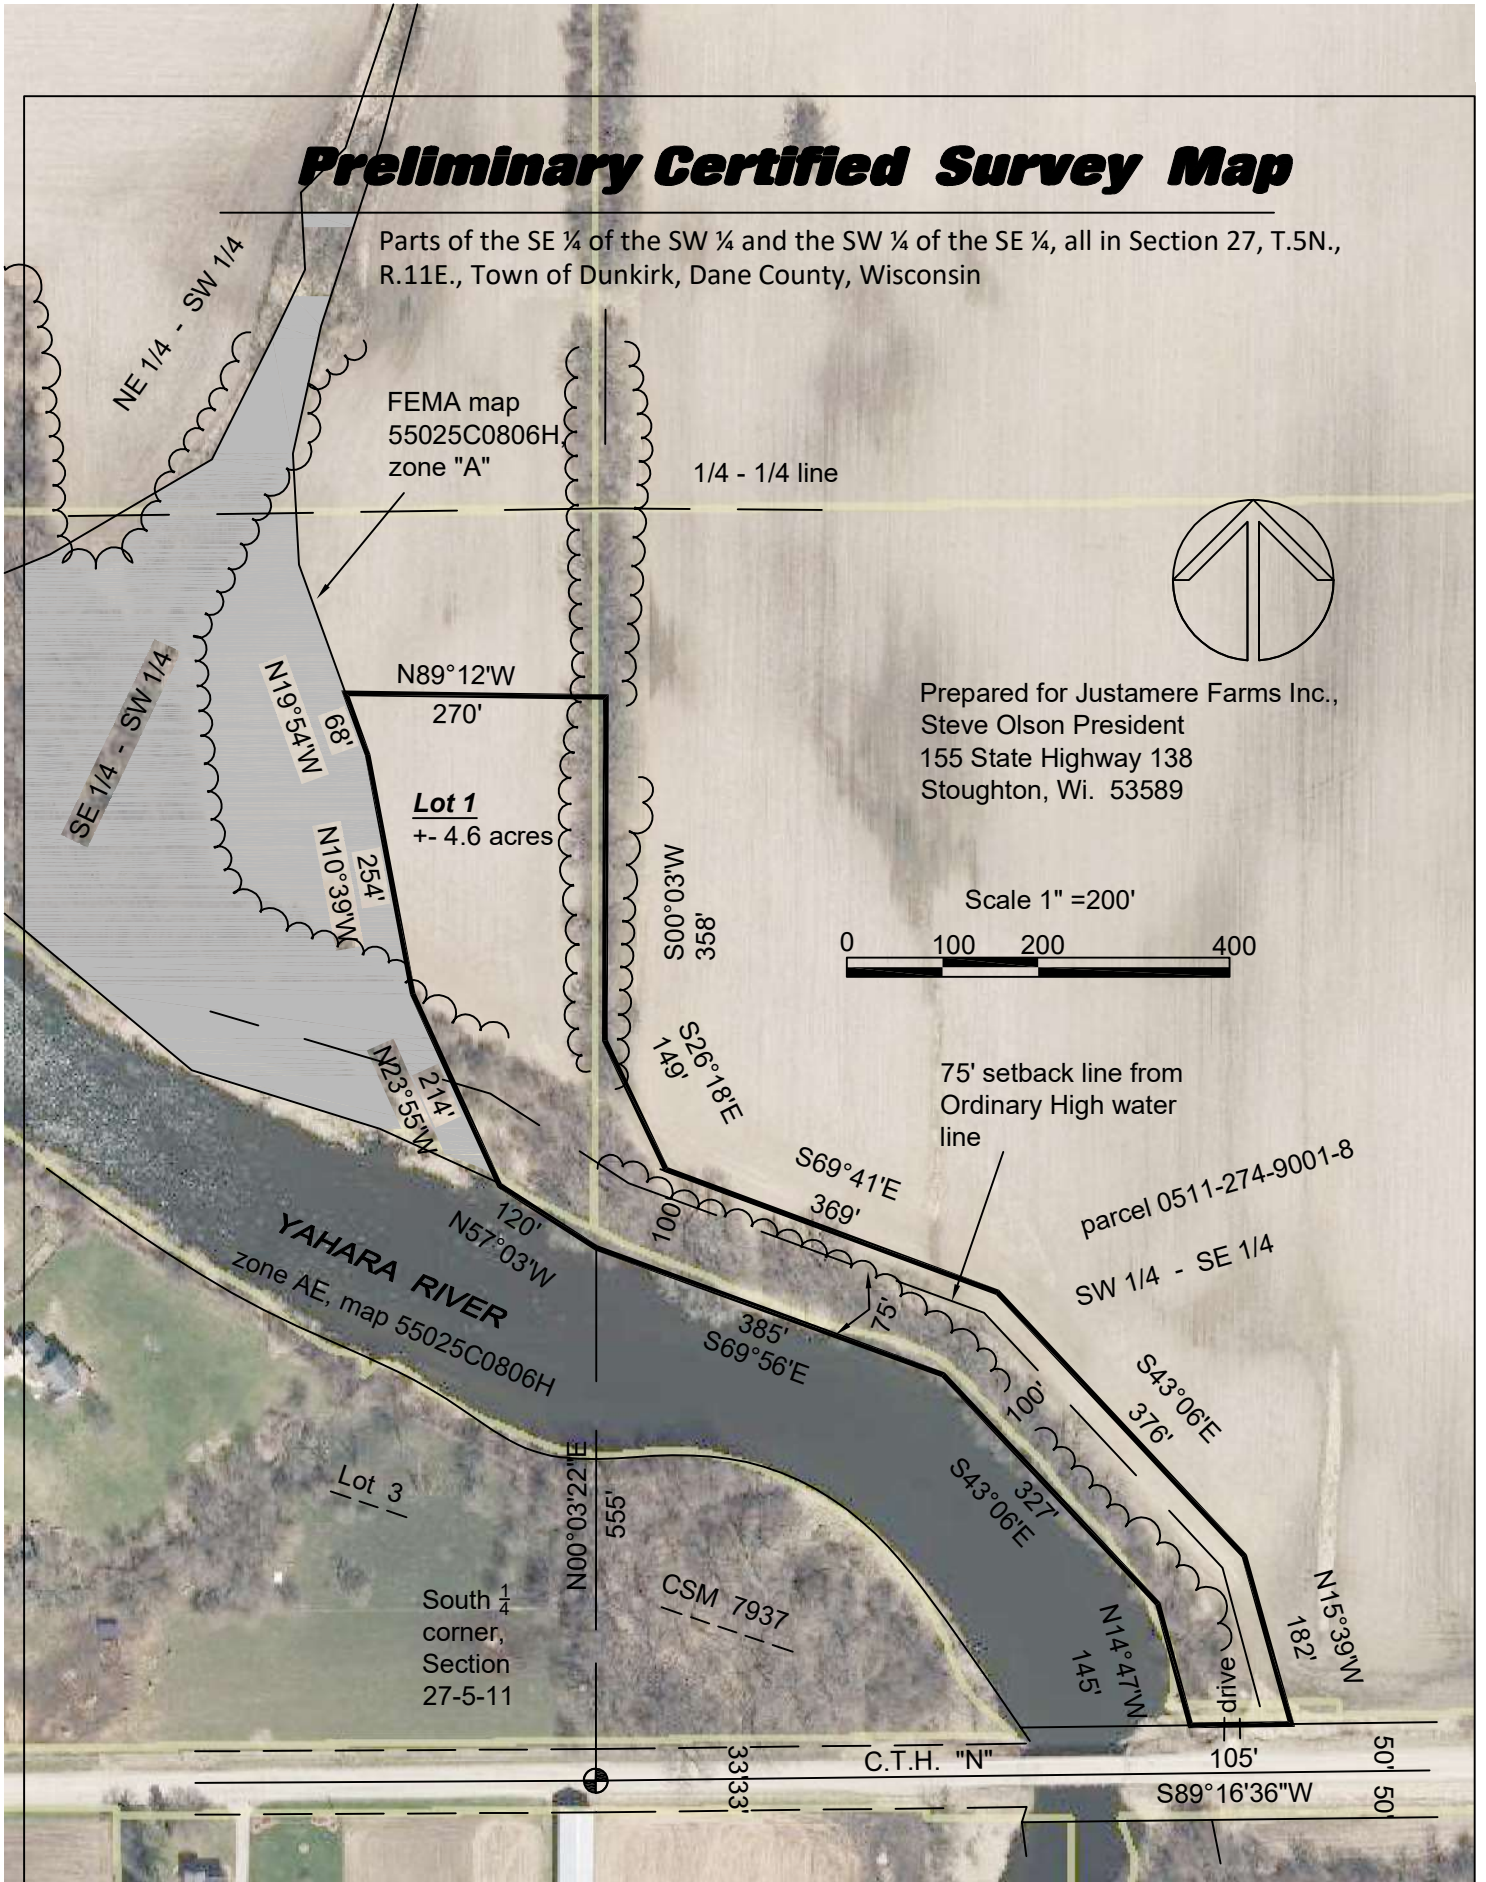 Preliminary Certified Survey Map
Parts of the SE ¼ of the SW ¼ and the SW ¼ of the SE ¼, all in Section 27, T.5N.,
R.11E., Town of Dunkirk, Dane County, Wisconsin
NE 1/4 - SW 1/4
FEMA map
55025C0806H,
zone "A"
1/4 - 1/4 line
SE 1/4 - SW 1/4
N89°12'W
270'
68'
N19°54'W
Prepared for Justamere Farms Inc.,
Steve Olson President
155 State Highway 138
Stoughton, Wi. 53589
Lot 1
+- 4.6 acres
254'
N10°39'W
S00°03'W
358'
Scale 1" =200'
0 100 200 400
S26°18'E
149'
214'
N23°55'W
75' setback line from
Ordinary High water
line
S69°41'E
369'
parcel 0511-274-9001-8
SW 1/4 - SE 1/4
100'
120'
N57°03'W
YAHARA RIVER
zone AE, map 55025C0806H
75'
385'
S69°56'E
S43°06'E
376'
100'
327'
S43°06'E
Lot 3
N00°03'22"E
555'
CSM 7937
South 1/4
corner,
Section
27-5-11
N15°39'W
182'
N14°47'W
145'
drive
33'
33'
C.T.H. "N"
105'
S89°16'36"W
50'
50'